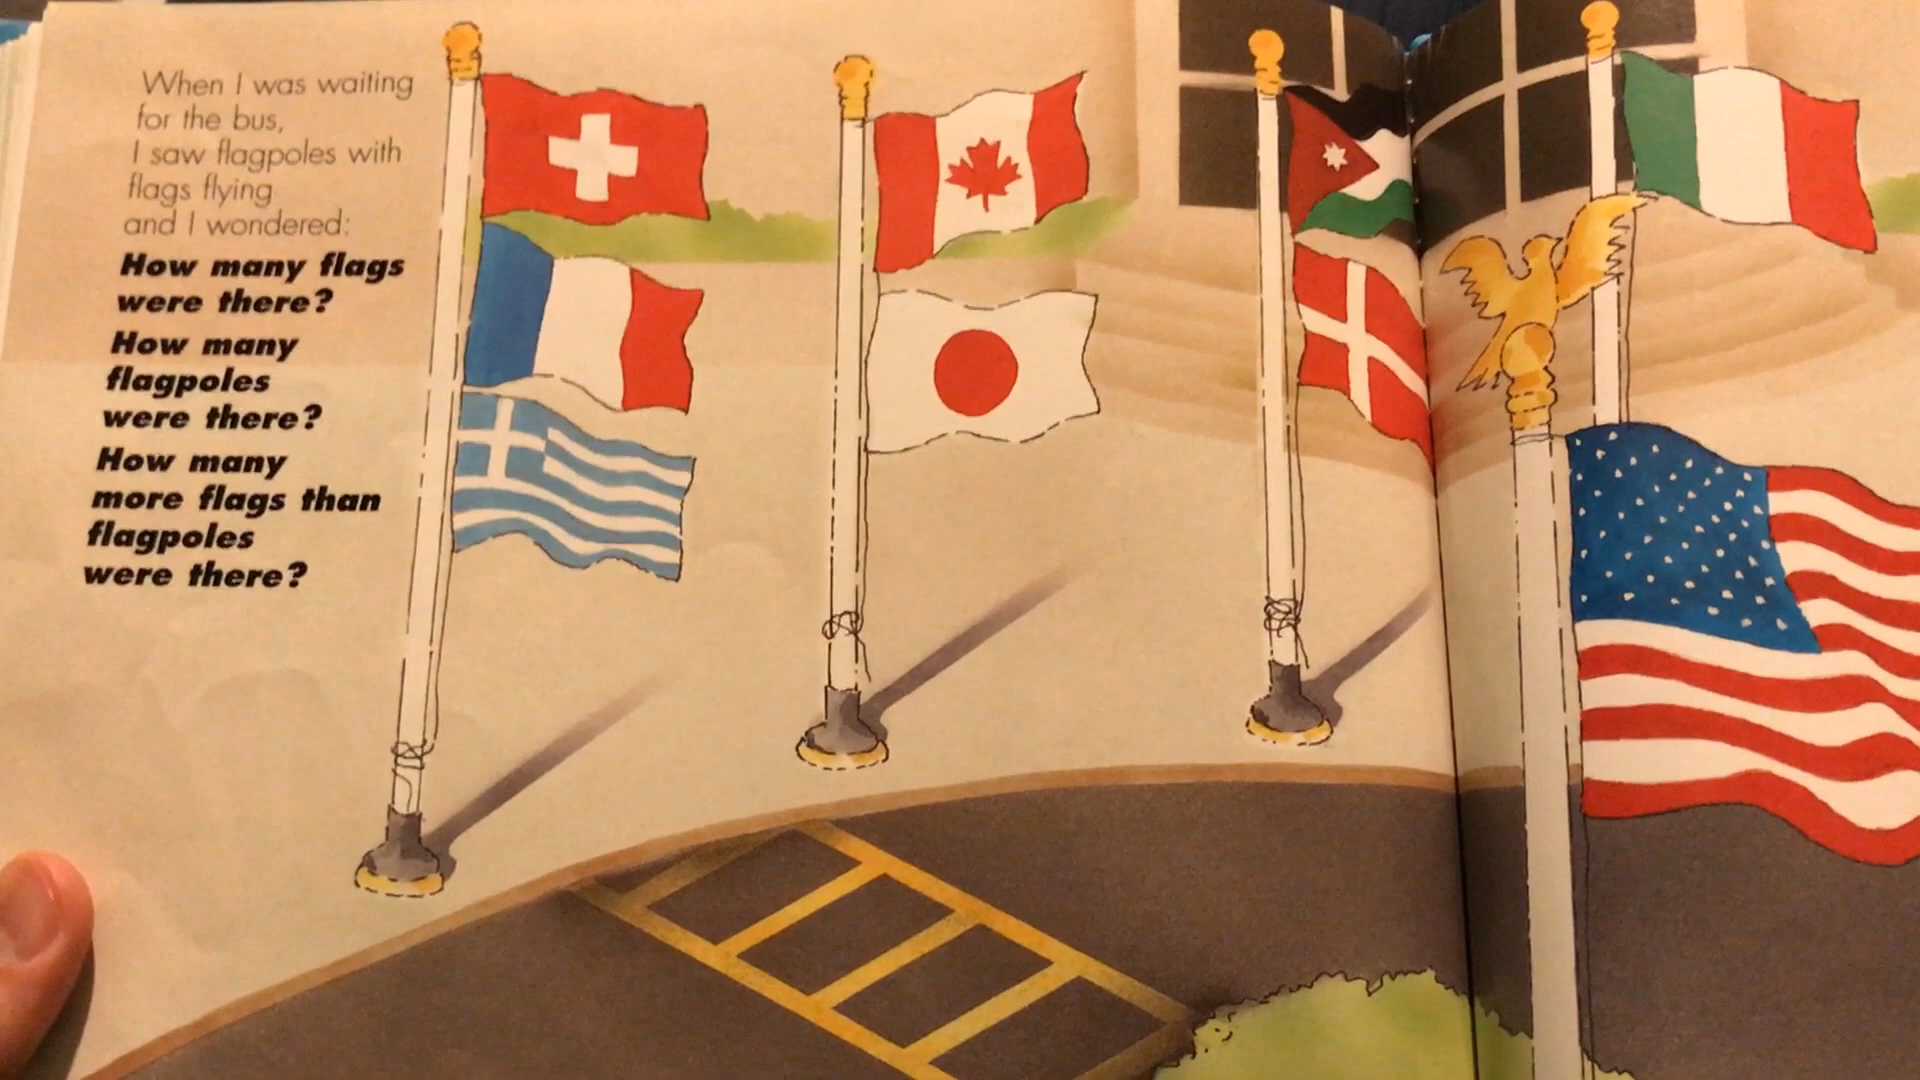 When I was waiting
for the bus,
I saw flagpoles with
flags flying
and I wondered:
How many flags
were there?
How many
flagpoles
were there?
How many
more flags than
flagpoles
were there?